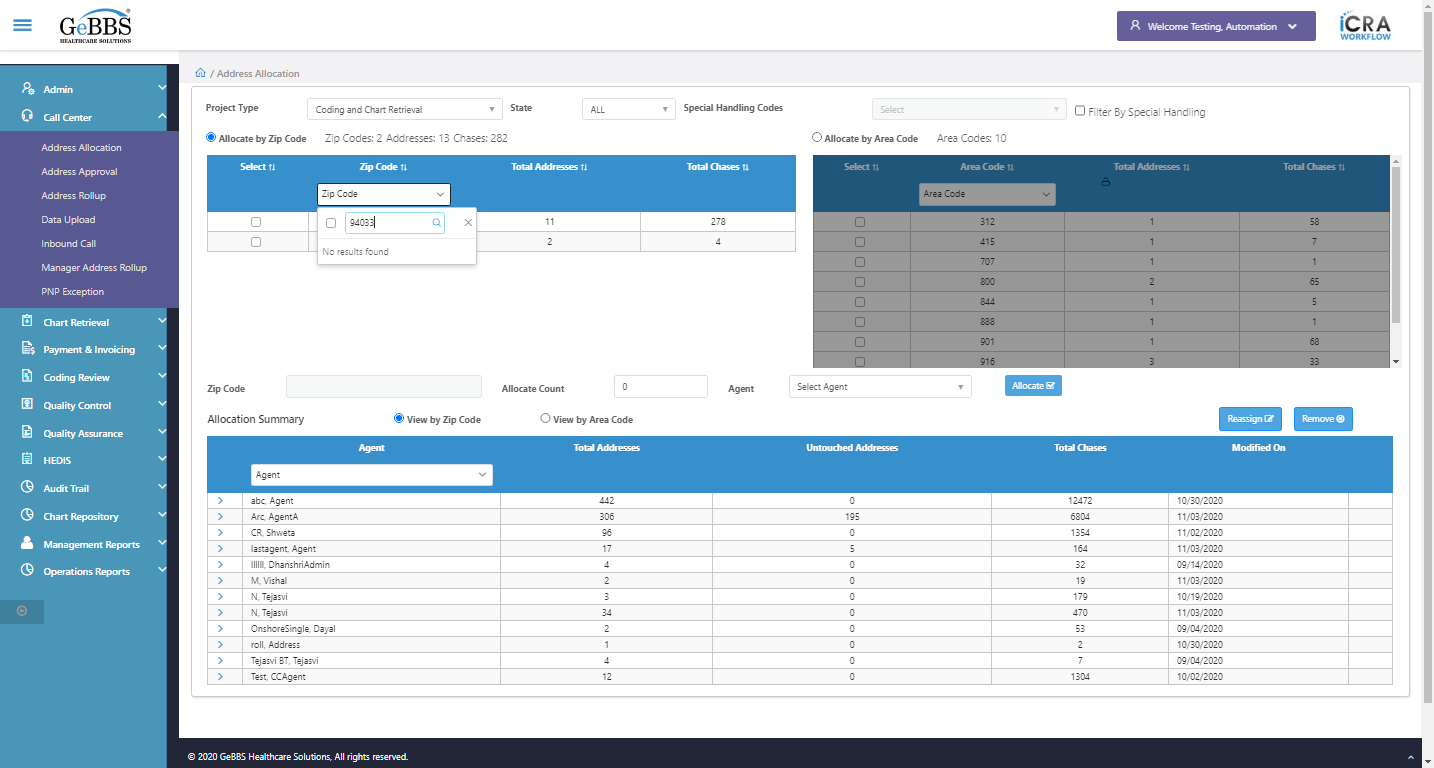 GeBBS
HEALTHCARE SOLUTIONS
Welcome Testing, Automation
iCRA
WORKFLOW
Admin
Call Center
Address Allocation
Address Approval
Address Rollup
Data Upload
Inbound Call
Manager Address Rollup
PNP Exception
Chart Retrieval
Payment & Invoicing
Coding Review
Quality Control
Quality Assurance
HEDIS
Audit Trail
Chart Repository
Management Reports
Operations Reports
/ Address Allocation
Project Type Coding and Chart Retrieval State ALL Special Handling Codes Select Filter By Special Handling
Allocate by Zip Code Zip Codes: 2 Addresses: 13 Chases: 282
Select Zip Code Total Addresses Total Chases
Zip Code
94033
No results found
11 278
2 4
Allocate by Area Code Area Codes: 10
Select Area Code Total Addresses Total Chases
Area Code
312 1 58
415 1 7
707 1 1
800 2 65
844 1 5
888 1 1
901 1 68
916 3 33
Zip Code Allocate Count 0 Agent Select Agent Allocate
Allocation Summary View by Zip Code View by Area Code Reassign Remove
Agent Total Addresses Untouched Addresses Total Chases Modified On
Agent
abc, Agent 442 0 12472 10/30/2020
Arc, AgentA 306 195 6804 11/03/2020
CR, Shweta 96 0 1354 11/02/2020
lastagent, Agent 17 5 164 11/03/2020
llllll, DhanshriAdmin 4 0 32 09/14/2020
M, Vishal 2 0 19 11/03/2020
N, Tejasvi 3 0 179 10/19/2020
N, Tejasvi 34 0 470 11/03/2020
OnshoreSingle, Dayal 2 0 53 09/04/2020
roll, Address 1 0 2 10/30/2020
Tejasvi BT, Tejasvi 4 0 7 09/04/2020
Test, CCAgent 12 0 1304 10/02/2020
© 2020 GeBBS Healthcare Solutions, All rights reserved.